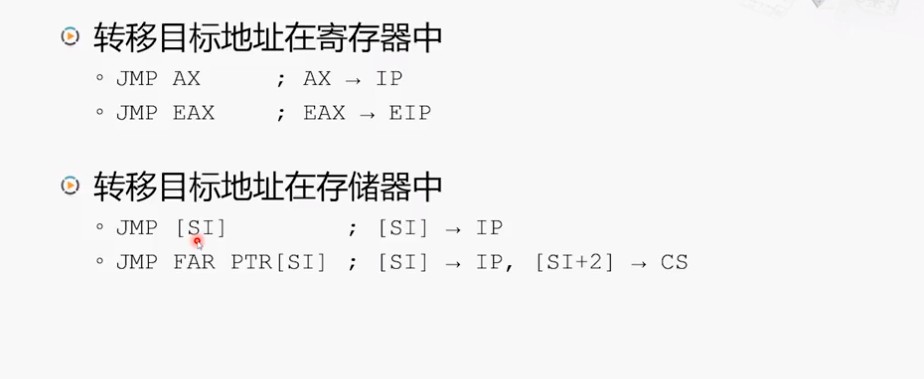 转移目标地址在寄存器中
JMP AX ; AX → IP
JMP EAX ; EAX → EIP
转移目标地址在存储器中
JMP [SI] ; [SI] → IP
JMP FAR PTR[SI] ; [SI] → IP, [SI+2] → CS